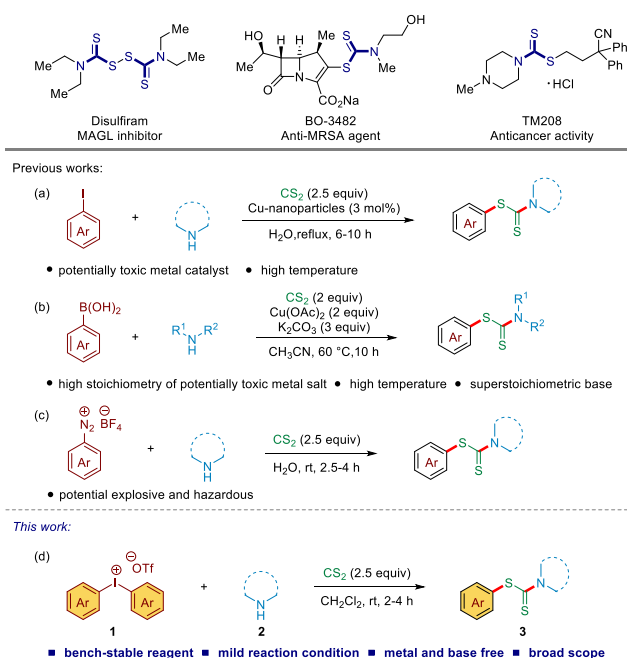 S
Me
N
S
S
N
Me
Me
S
Me
Disulfiram
MAGL inhibitor
HO
H
H
Me
Me
S
OH
N
S
N
Me
O
CO2Na
BO-3482
Anti-MRSA agent
S
CN
N
S
Ph
Ph
N
Me
· HCl
TM208
Anticancer activity
Previous works:
(a)
I
Ar
+
N
H
CS2 (2.5 equiv)
Cu-nanoparticles (3 mol%)
H2O,reflux, 6-10 h
Ar
S
N
S
● potentially toxic metal catalyst ● high temperature
(b)
B(OH)2
Ar
+
R1
N
H
R2
CS2 (2 equiv)
Cu(OAc)2 (2 equiv)
K2CO3 (3 equiv)
CH3CN, 60 °C,10 h
Ar
S
N
R1
R2
S
● high stoichiometry of potentially toxic metal salt ● high temperature ● superstoichiometric base
(c)
⊕ ⊖
N2 BF4
Ar
+
N
H
CS2 (2.5 equiv)
H2O, rt, 2.5-4 h
Ar
S
N
S
● potential explosive and hazardous
This work:
(d)
⊕ ⊖
I OTf
Ar
Ar
1
+
N
H
2
CS2 (2.5 equiv)
CH2Cl2, rt, 2-4 h
Ar
S
N
S
3
■ bench-stable reagent ■ mild reaction condition ■ metal and base free ■ broad scope